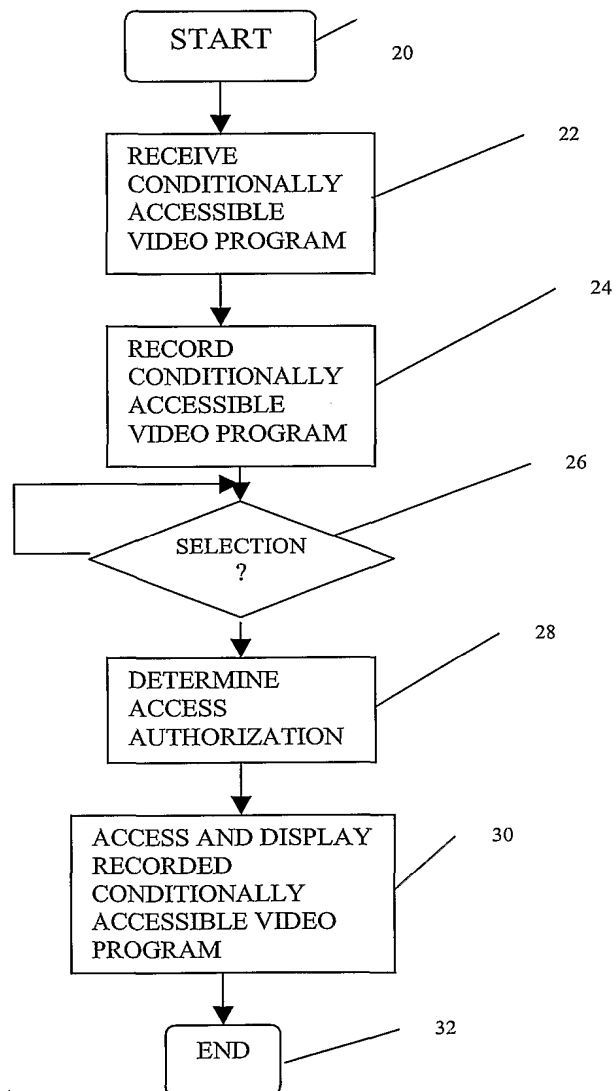 START
20
RECEIVE
CONDITIONALLY
ACCESSIBLE
VIDEO PROGRAM
22
RECORD
CONDITIONALLY
ACCESSIBLE
VIDEO PROGRAM
24
SELECTION
?
26
DETERMINE
ACCESS
AUTHORIZATION
28
ACCESS AND DISPLAY
RECORDED
CONDITIONALLY
ACCESSIBLE VIDEO
PROGRAM
30
END
32